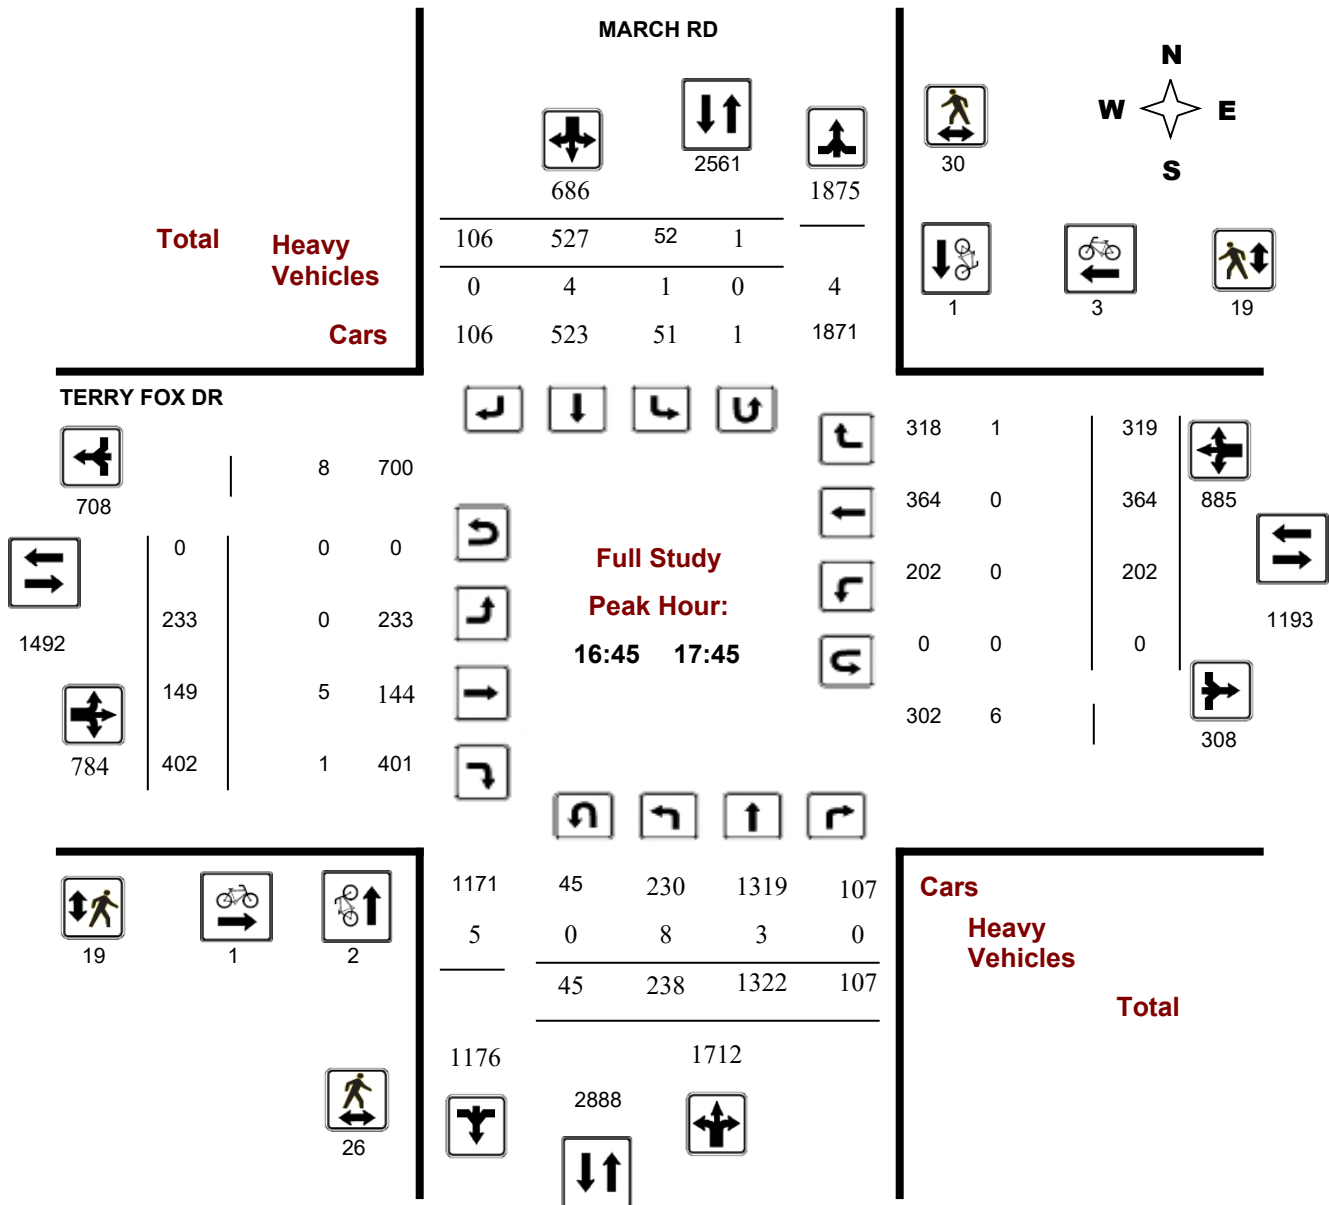 MARCH RD
N
W E
S
686
2561
1875
30
Total
Heavy
Vehicles
Cars
106 527 52 1
0 4 1 0 4
106 523 51 1 1871
1 3 19
TERRY FOX DR
708
8 700
0 0 0
1492
233 0 233
149 5 144
784
402 1 401
Full Study
Peak Hour:
16:45 17:45
318 1 319
885
364 0 364
202 0 202
1193
0 0 0
302 6
308
19 1 2
26
1171 45 230 1319 107
5 0 8 3 0
45 238 1322 107
1176
2888
1712
Cars
Heavy
Vehicles
Total